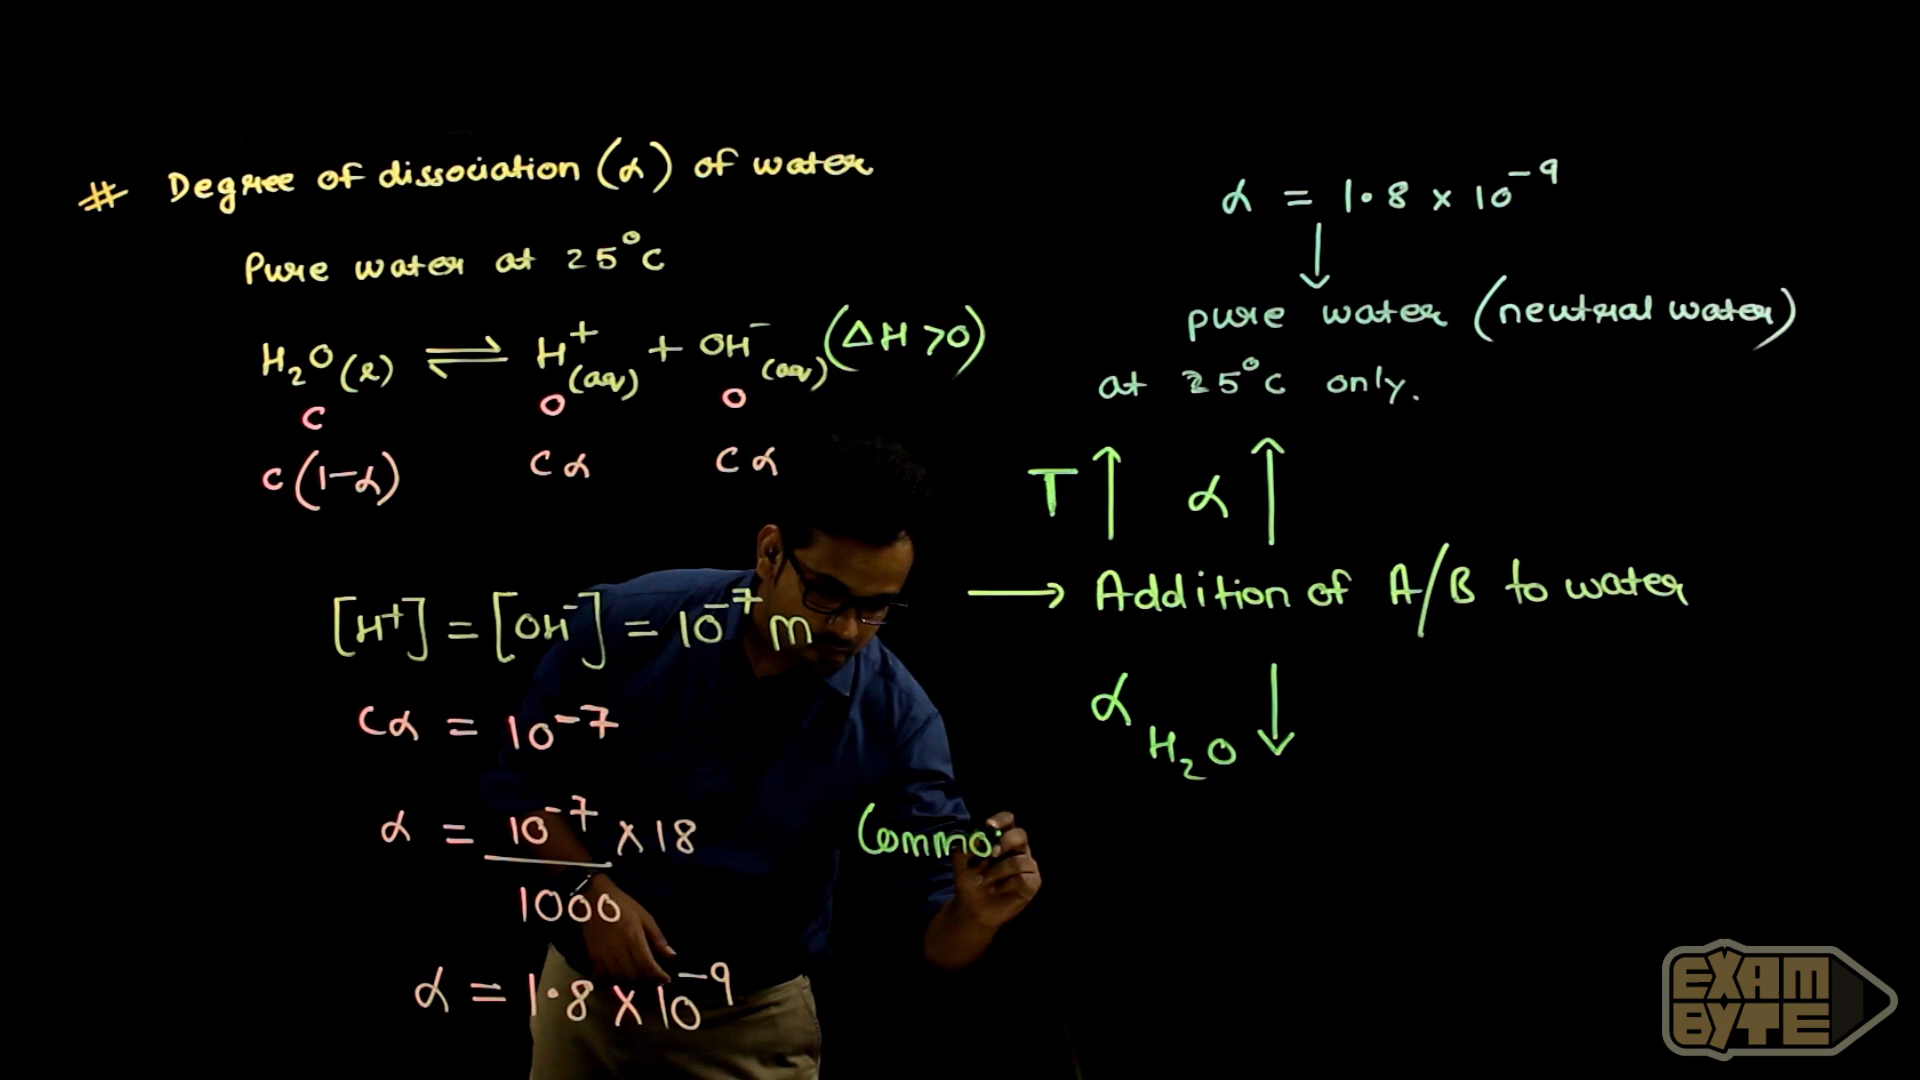 # Degree of dissociation (α) of water
Pure water at 25°C
H₂O(l) ⇌ H⁺(aq) + OH⁻(aq) (ΔH >0)
C 0 0
C(1-α) Cα Cα
[H⁺] = [OH⁻] = 10⁻⁷ M
Cα = 10⁻⁷
α = 10⁻⁷ × 18
1000
α = 1.8 × 10⁻⁹
α = 1.8 × 10⁻⁹
↓
pure water (neutral water)
at 25°C only.
T↑ α↑
→ Addition of A/B to water
α H₂O ↓
Commo
EXAM
BYTE